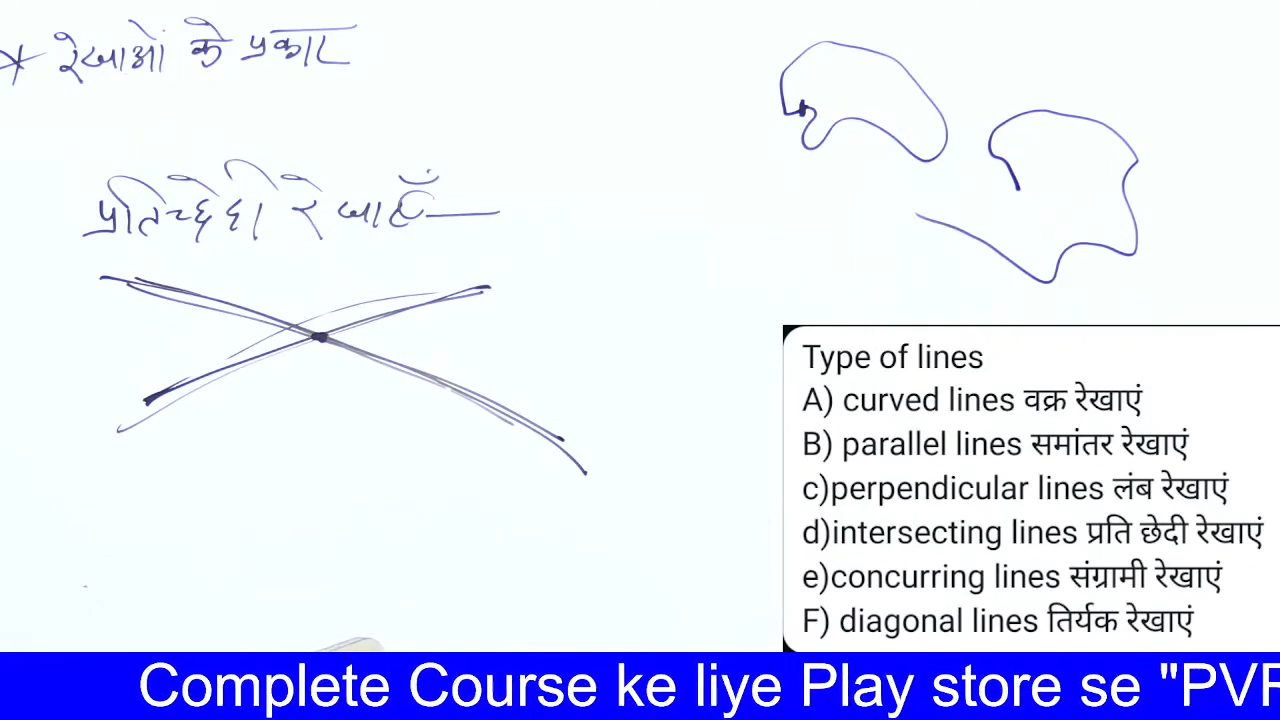 * रेखाओं के प्रकार
प्रतिच्छेदी रेखाएँ—
Type of lines
A) curved lines वक्र रेखाएं
B) parallel lines समांतर रेखाएं
c)perpendicular lines लंब रेखाएं
d)intersecting lines प्रति छेदी रेखाएं
e)concurring lines संग्रामी रेखाएं
F) diagonal lines तिर्यक रेखाएं
Complete Course ke liye Play store se "PVR